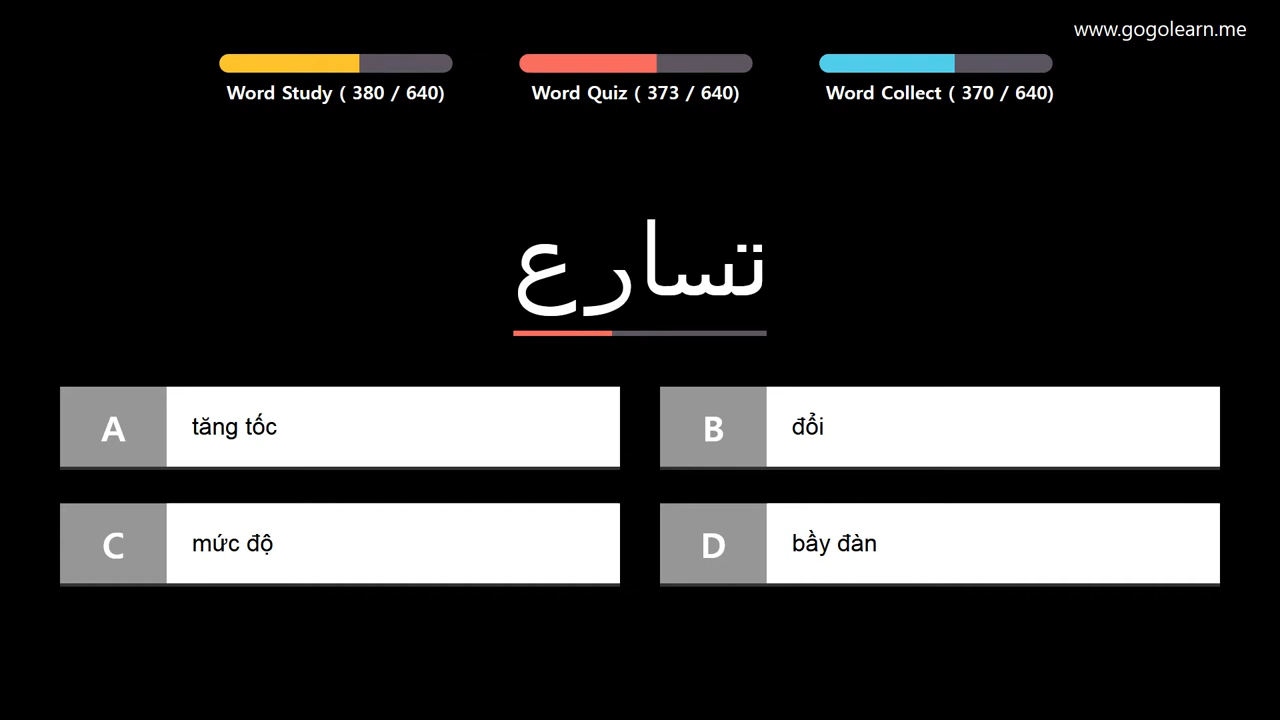 www.gogolearn.me
Word Study ( 380 / 640)
Word Quiz ( 373 / 640)
Word Collect ( 370 / 640)
تسارع
A
tăng tốc
B
đổi
C
mức độ
D
bầy đàn